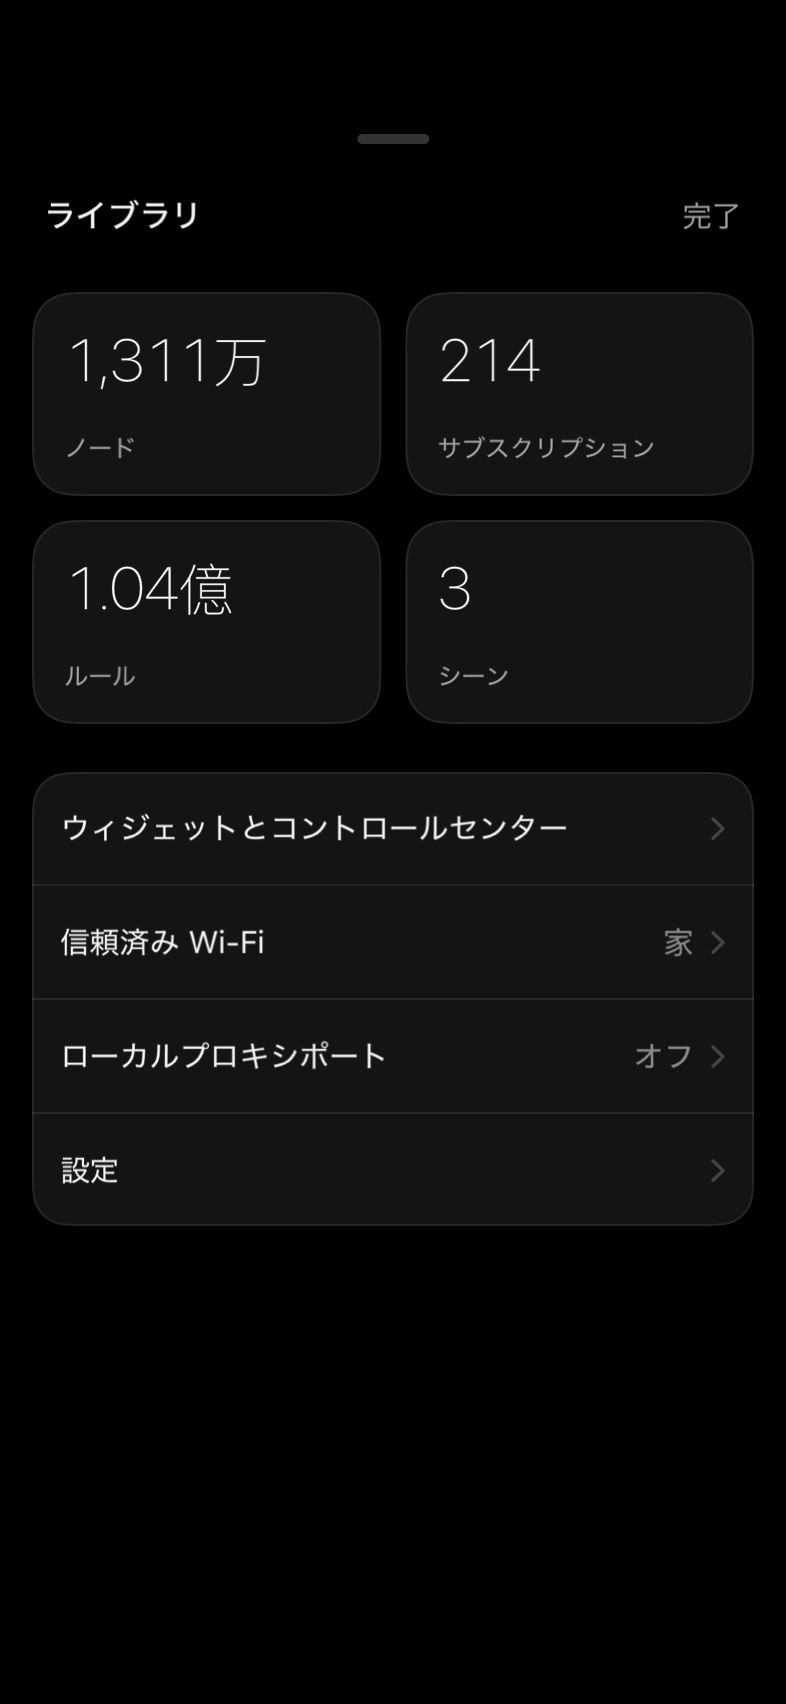 ライブラリ
完了
1,311万
ノード
214
サブスクリプション
1.04億
ルール
3
シーン
ウィジェットとコントロールセンター
信頼済み Wi-Fi
家
ローカルプロキシポート
オフ
設定